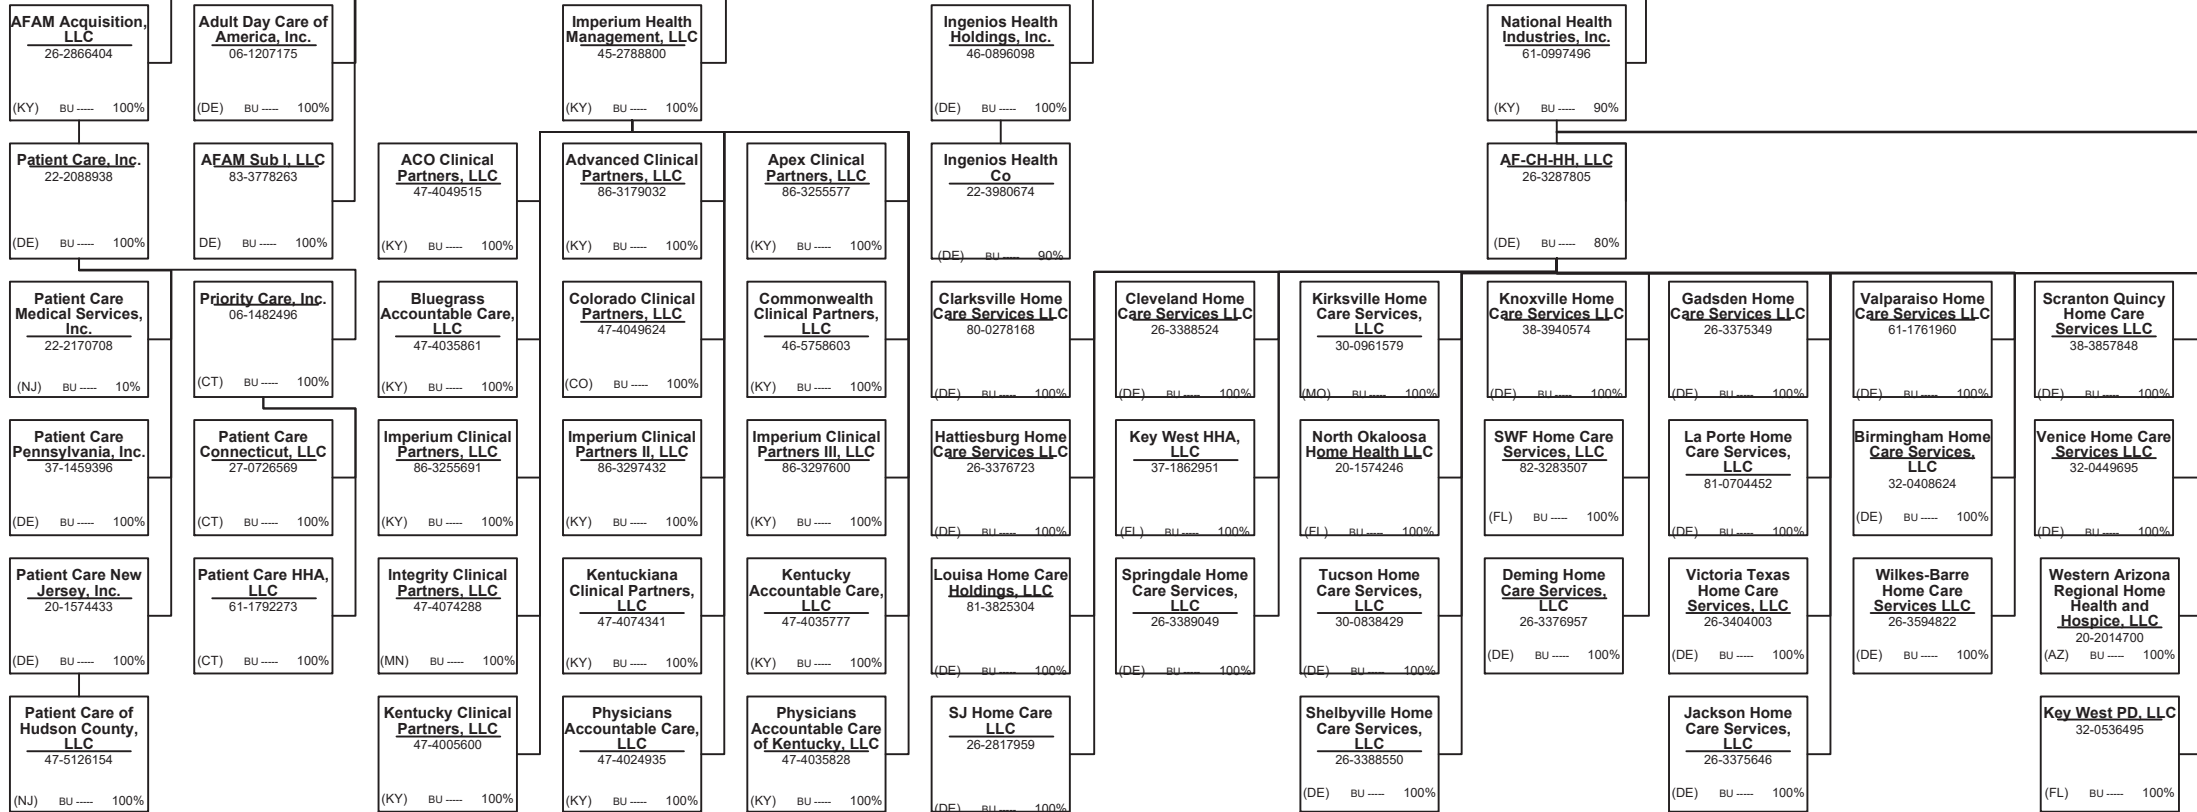 AFAM Acquisition,
LLC
26-2866404
(KY) BU ----- 100%
Adult Day Care of
America, Inc.
06-1207175
(DE) BU ----- 100%
Imperium Health
Management, LLC
45-2788800
(KY) BU ----- 100%
Ingenios Health
Holdings, Inc.
46-0896098
(DE) BU ----- 100%
National Health
Industries, Inc.
61-0997496
(KY) BU ----- 90%
Patient Care, Inc.
22-2088938
(DE) BU ----- 100%
AFAM Sub I, LLC
83-3778263
DE) BU ----- 100%
ACO Clinical
Partners, LLC
47-4049515
(KY) BU ----- 100%
Advanced Clinical
Partners, LLC
86-3179032
(KY) BU ----- 100%
Apex Clinical
Partners, LLC
86-3255577
(KY) BU ----- 100%
Ingenios Health
Co
22-3980674
(DE) BU ----- 90%
AF-CH-HH, LLC
26-3287805
(DE) BU ----- 80%
Patient Care
Medical Services,
Inc.
22-2170708
(NJ) BU ----- 10%
Priority Care, Inc.
06-1482496
(CT) BU ----- 100%
Bluegrass
Accountable Care,
LLC
47-4035861
(KY) BU ----- 100%
Colorado Clinical
Partners, LLC
47-4049624
(CO) BU ----- 100%
Commonwealth
Clinical Partners,
LLC
46-5758603
(KY) BU ----- 100%
Clarksville Home
Care Services LLC
80-0278168
(DE) BU ----- 100%
Cleveland Home
Care Services LLC
26-3388524
(DE) BU ----- 100%
Kirksville Home
Care Services,
LLC
30-0961579
(MO) BU ----- 100%
Knoxville Home
Care Services LLC
38-3940574
(DE) BU ----- 100%
Gadsden Home
Care Services LLC
26-3375349
(DE) BU ----- 100%
Valparaiso Home
Care Services LLC
61-1761960
(DE) BU ----- 100%
Scranton Quincy
Home Care
Services LLC
38-3857848
(DE) BU ----- 100%
Patient Care
Pennsylvania, Inc.
37-1459396
(DE) BU ----- 100%
Patient Care
Connecticut, LLC
27-0726569
(CT) BU ----- 100%
Imperium Clinical
Partners, LLC
86-3255691
(KY) BU ----- 100%
Imperium Clinical
Partners II, LLC
86-3297432
(KY) BU ----- 100%
Imperium Clinical
Partners III, LLC
86-3297600
(KY) BU ----- 100%
Hattiesburg Home
Care Services LLC
26-3376723
(DE) BU ----- 100%
Key West HHA,
LLC
37-1862951
(FL) BU ----- 100%
North Okaloosa
Home Health LLC
20-1574246
(FL) BU ----- 100%
SWF Home Care
Services, LLC
82-3283507
(FL) BU ----- 100%
La Porte Home
Care Services,
LLC
81-0704452
(DE) BU ----- 100%
Birmingham Home
Care Services,
LLC
32-0408624
(DE) BU ----- 100%
Venice Home Care
Services LLC
32-0449695
(DE) BU ----- 100%
Patient Care New
Jersey, Inc.
20-1574433
(DE) BU ----- 100%
Patient Care HHA,
LLC
61-1792273
(CT) BU ----- 100%
Integrity Clinical
Partners, LLC
47-4074288
(MN) BU ----- 100%
Kentuckiana
Clinical Partners,
LLC
47-4074341
(KY) BU ----- 100%
Kentucky
Accountable Care,
LLC
47-4035777
(KY) BU ----- 100%
Louisa Home Care
Holdings, LLC
81-3825304
(DE) BU ----- 100%
Springdale Home
Care Services,
LLC
26-3389049
(DE) BU ----- 100%
Tucson Home
Care Services,
LLC
30-0838429
(DE) BU ----- 100%
Deming Home
Care Services,
LLC
26-3376957
(DE) BU ----- 100%
Victoria Texas
Home Care
Services, LLC
26-3404003
(DE) BU ----- 100%
Wilkes-Barre
Home Care
Services LLC
26-3594822
(DE) BU ----- 100%
Western Arizona
Regional Home
Health and
Hospice, LLC
20-2014700
(AZ) BU ----- 100%
Patient Care of
Hudson County,
LLC
47-5126154
(NJ) BU ----- 100%
Kentucky Clinical
Partners, LLC
47-4005600
(KY) BU ----- 100%
Physicians
Accountable Care,
LLC
47-4024935
(KY) BU ----- 100%
Physicians
Accountable Care
of Kentucky, LLC
47-4035828
(KY) BU ----- 100%
SJ Home Care
LLC
26-2817959
(DE) BU ----- 100%
Shelbyville Home
Care Services,
LLC
26-3388550
(DE) BU ----- 100%
Jackson Home
Care Services,
LLC
26-3375646
(DE) BU ----- 100%
Key West PD, LLC
32-0536495
(FL) BU ----- 100%